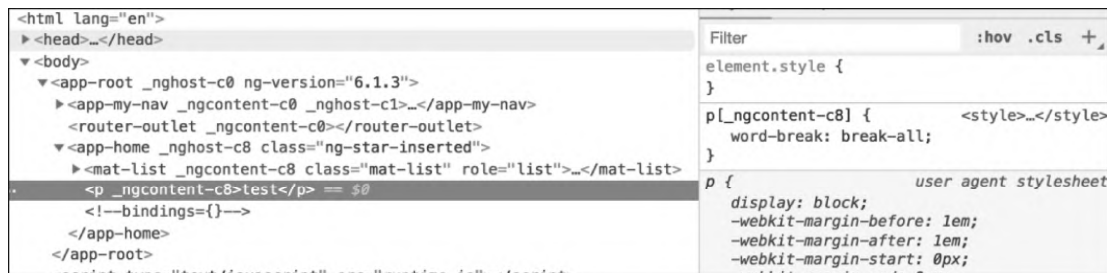 <html lang="en">
▶<head>…</head>
▼<body>
▼<app-root _nghost-c0 ng-version="6.1.3">
▶<app-my-nav _ngcontent-c0 _nghost-c1>…</app-my-nav>
<router-outlet _ngcontent-c0></router-outlet>
▼<app-home _nghost-c8 class="ng-star-inserted">
▶<mat-list _ngcontent-c8 class="mat-list" role="list">…</mat-list>
<p _ngcontent-c8>test</p> == $0
<!--bindings={}-->
</app-home>
</app-root>
Filter :hov .cls +
element.style {
}
p[_ngcontent-c8] { <style>…</style>
word-break: break-all;
}
p { user agent stylesheet
display: block;
-webkit-margin-before: 1em;
-webkit-margin-after: 1em;
-webkit-margin-start: 0px;